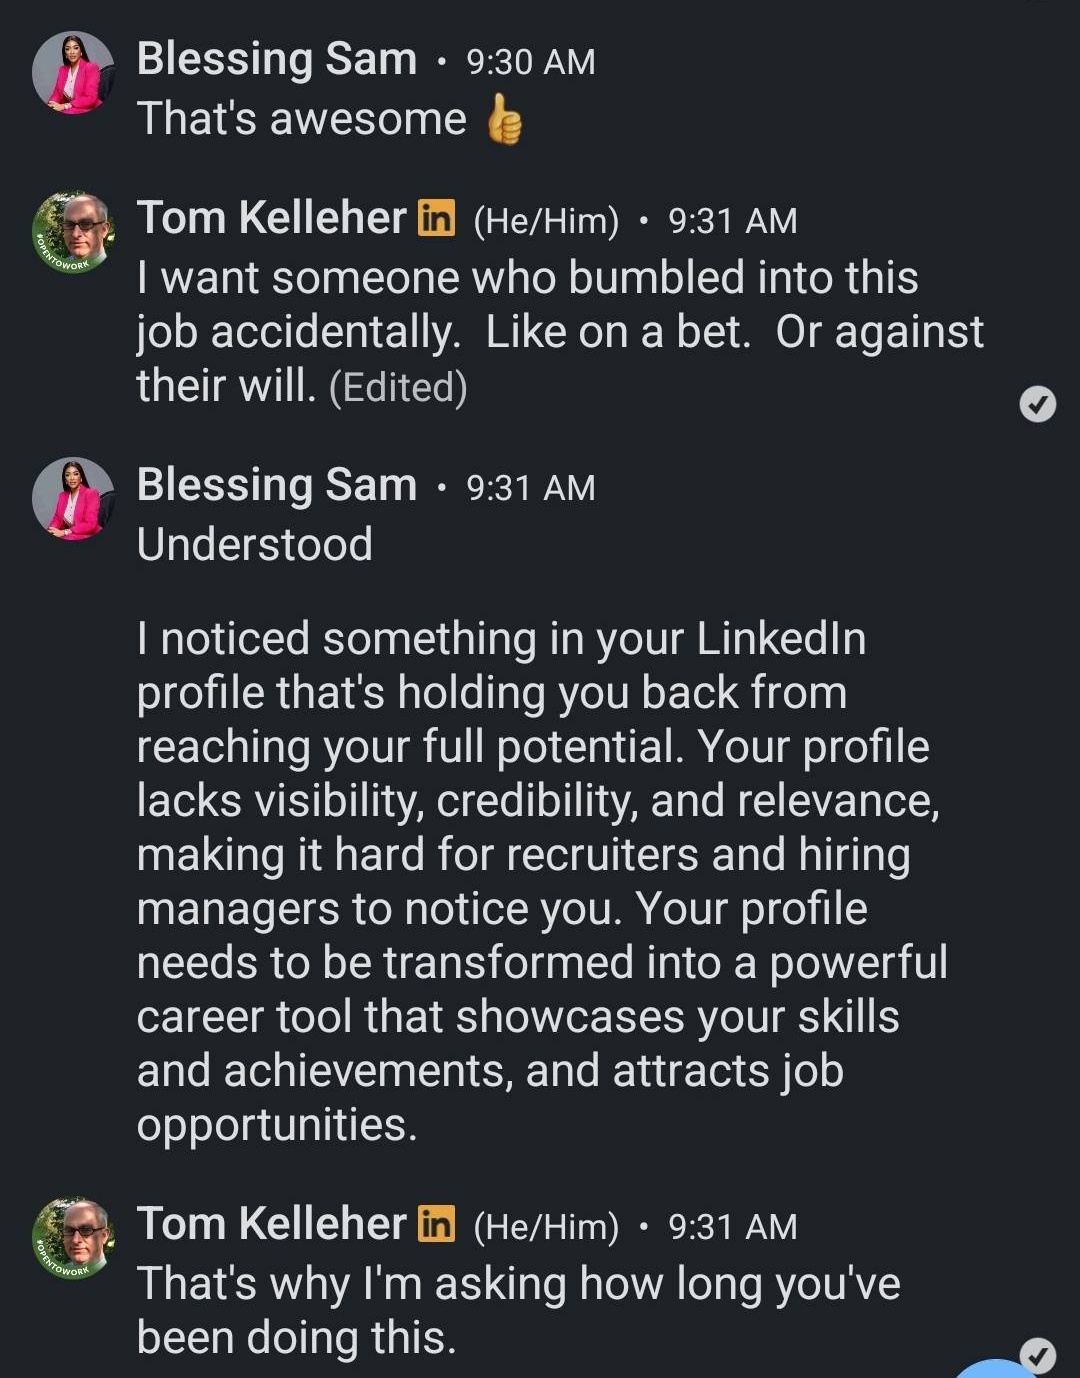 Blessing Sam • 9:30 AM
That's awesome 👍
Tom Kelleher in (He/Him) • 9:31 AM
I want someone who bumbled into this
job accidentally.  Like on a bet.  Or against
their will. (Edited)
Blessing Sam • 9:31 AM
Understood
I noticed something in your LinkedIn
profile that's holding you back from
reaching your full potential. Your profile
lacks visibility, credibility, and relevance,
making it hard for recruiters and hiring
managers to notice you. Your profile
needs to be transformed into a powerful
career tool that showcases your skills
and achievements, and attracts job
opportunities.
Tom Kelleher in (He/Him) • 9:31 AM
That's why I'm asking how long you've
been doing this.
#OPENTOWORK
#OPENTOWORK